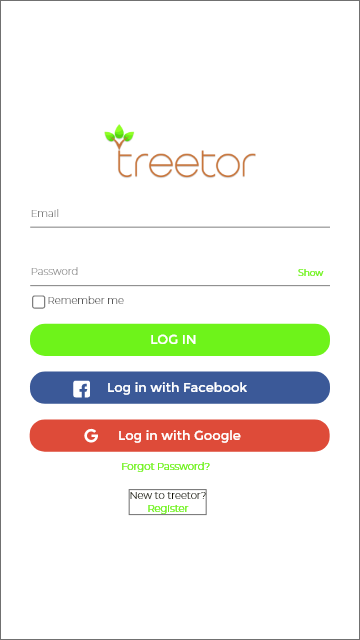 treetor
Email
Password
Show
Remember me
LOG IN
Log in with Facebook
G Log in with Google
Forgot Password?
New to treetor?
Register